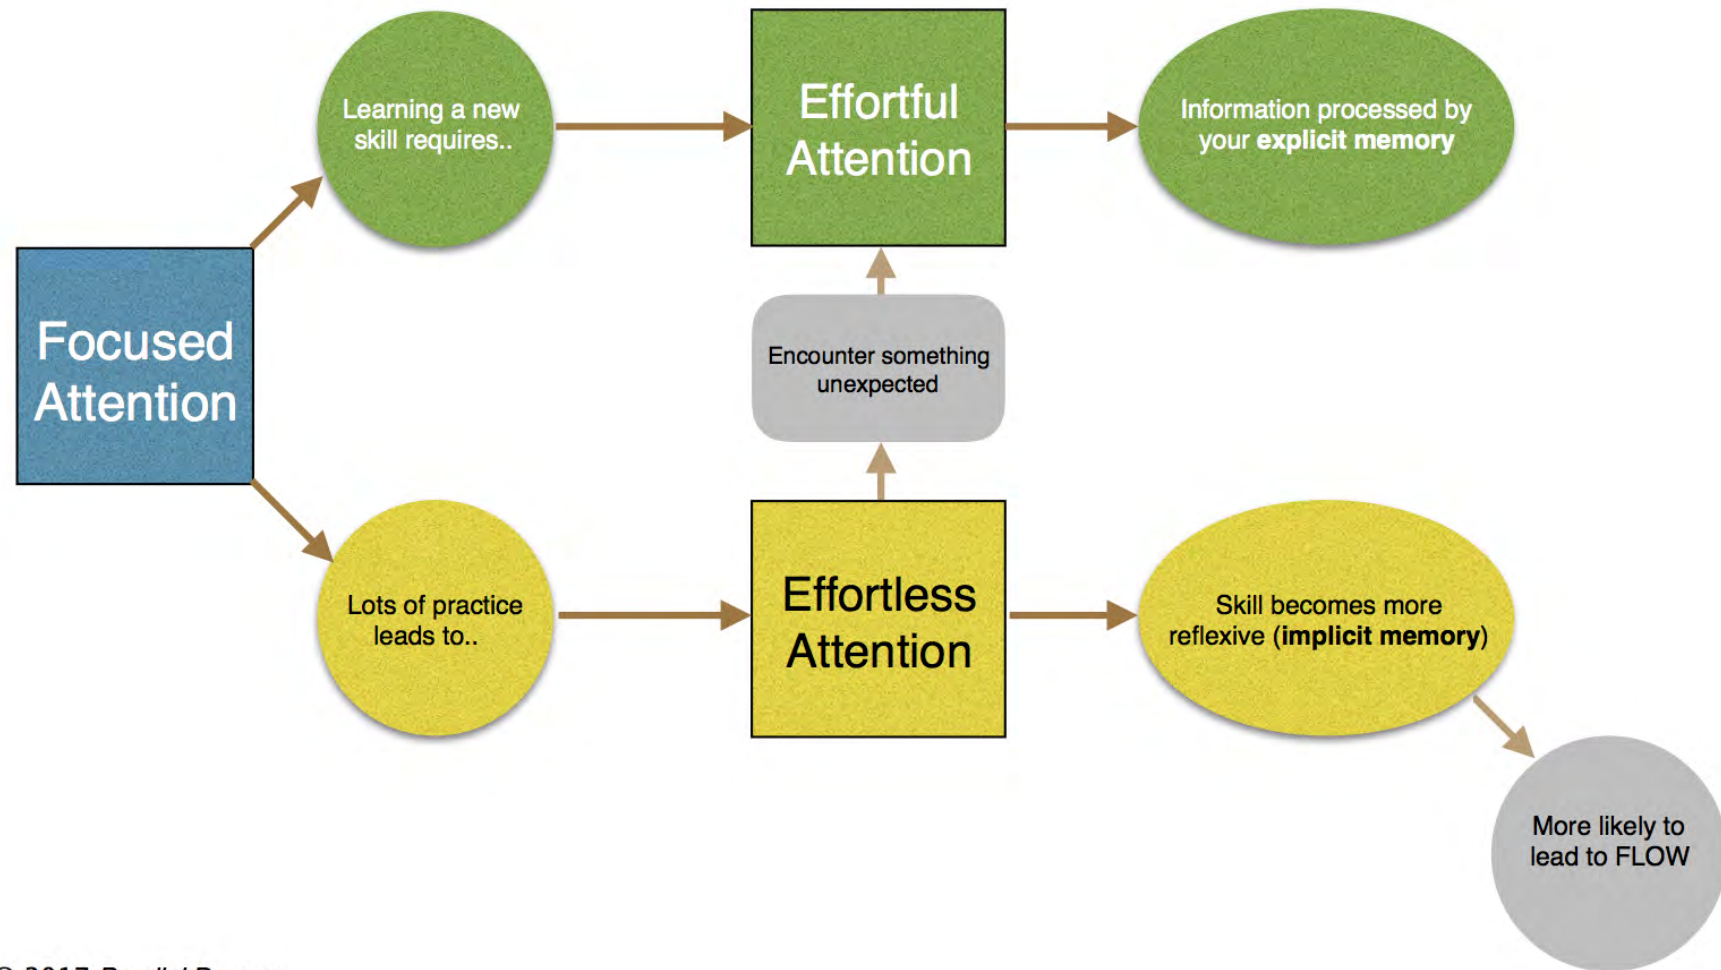 Learning a new
skill requires..
Effortful
Attention
Information processed by
your explicit memory
Focused
Attention
Encounter something
unexpected
Lots of practice
leads to..
Effortless
Attention
Skill becomes more
reflexive (implicit memory)
More likely to
lead to FLOW
© 2017